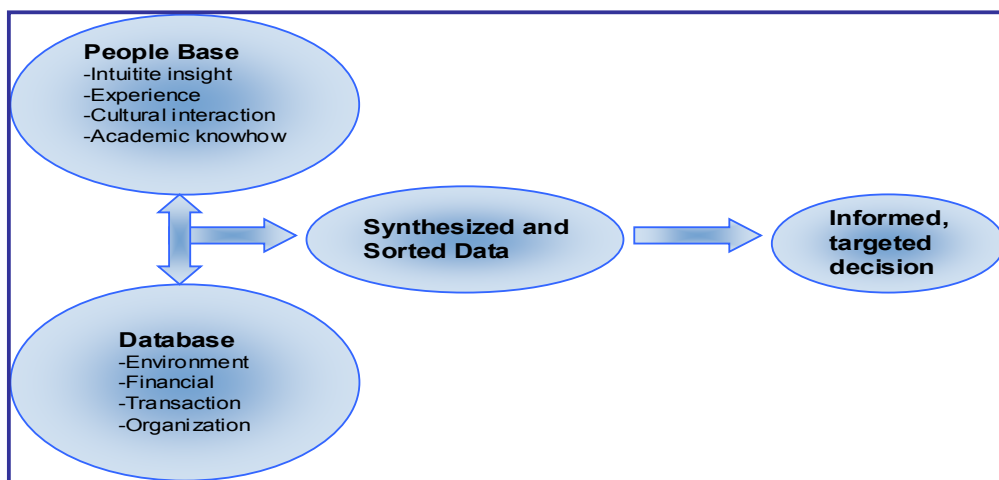 People Base
-Intuitite insight
-Experience
-Cultural interaction
-Academic knowhow
Synthesized and
Sorted Data
Informed,
targeted
decision
Database
-Environment
-Financial
-Transaction
-Organization